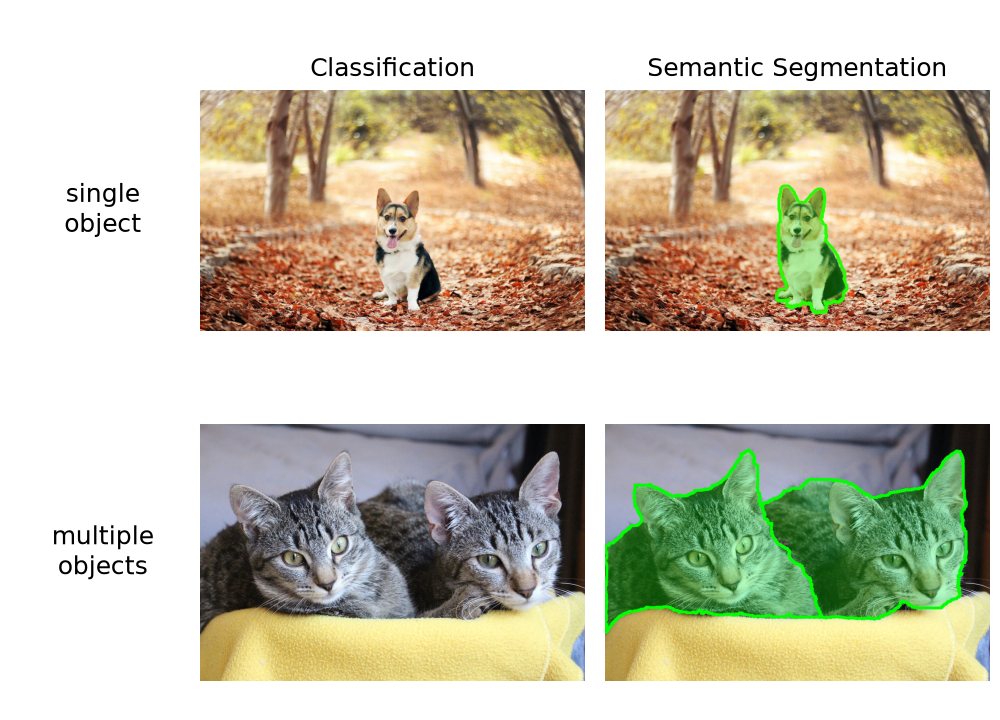 Classification
Semantic Segmentation
single
object
multiple
objects